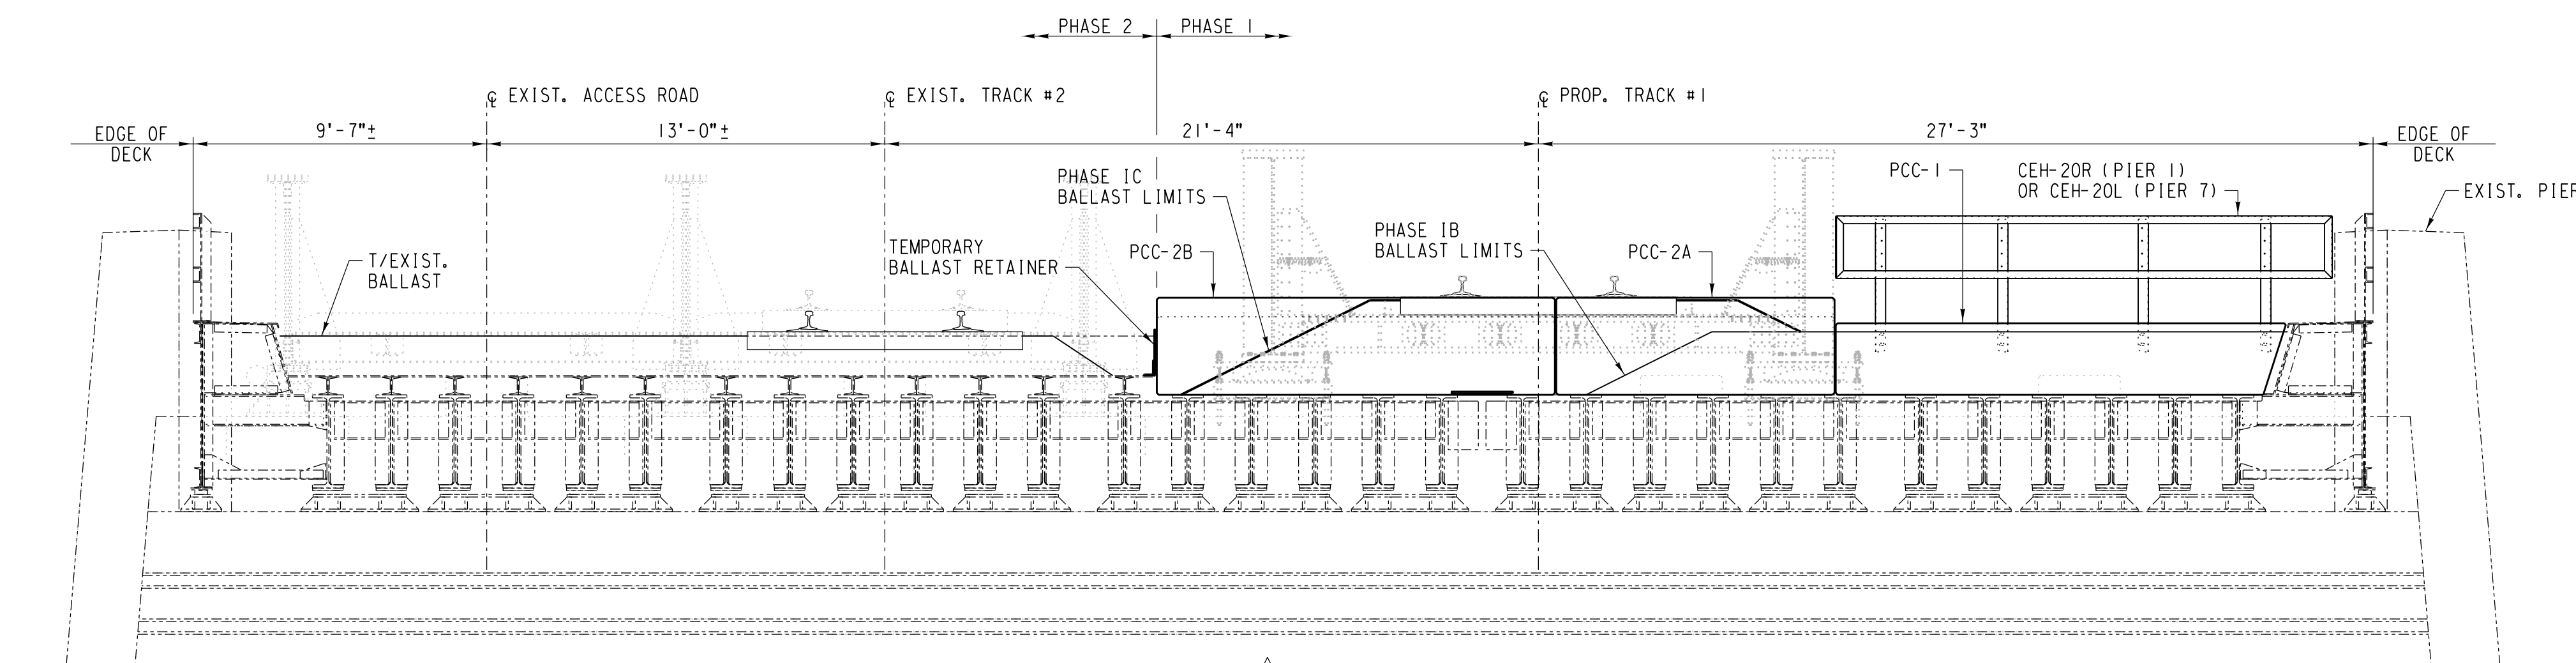 PHASE 2 PHASE 1
℄ EXIST. ACCESS ROAD
℄ EXIST. TRACK #2
℄ PROP. TRACK #1
EDGE OF
DECK
9'-7"±
13'-0"±
21'-4"
27'-3"
EDGE OF
DECK
PHASE 1C
BALLAST LIMITS
PCC-1
CEH-20R (PIER 1)
OR CEH-20L (PIER 7)
EXIST. PIER
PHASE 1B
BALLAST LIMITS
TEMPORARY
BALLAST RETAINER
PCC-2B
PCC-2A
T/EXIST.
BALLAST